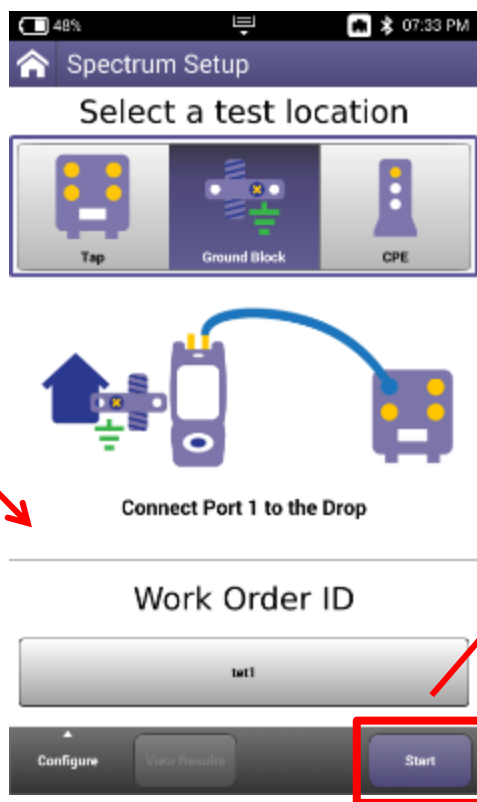 48% 07:33 PM
Spectrum Setup
Select a test location
Tap Ground Block CPE
Connect Port 1 to the Drop
Work Order ID
tet1
Configure View Results Start